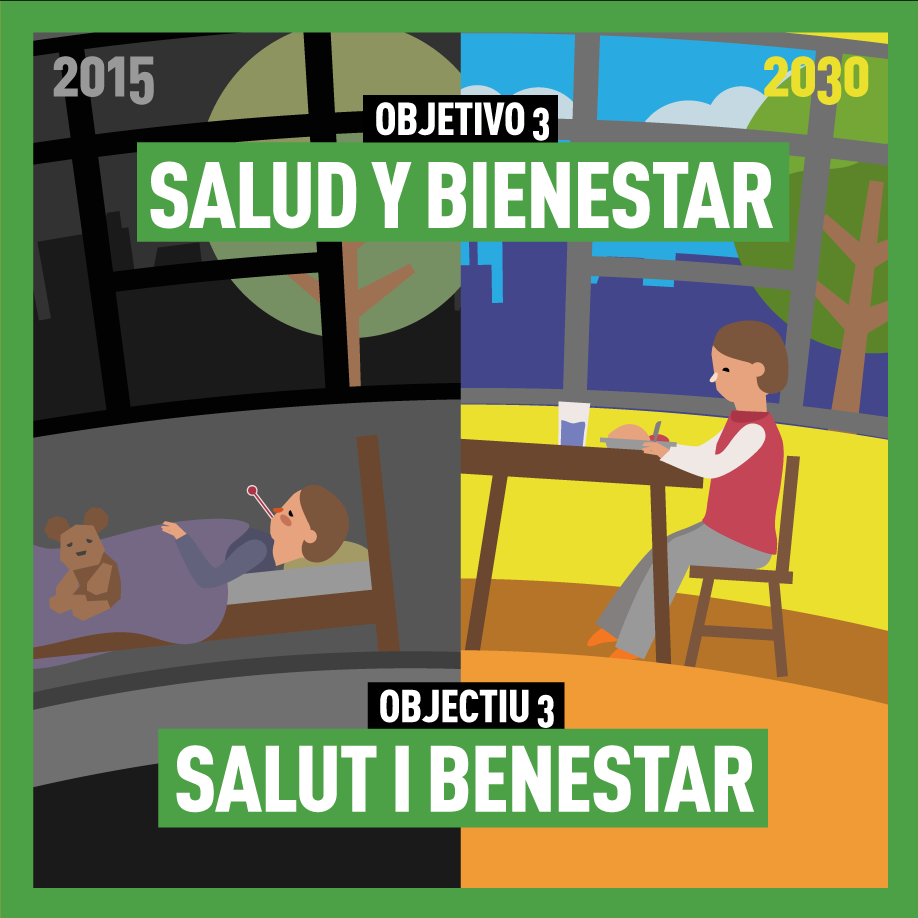 2015
2030
OBJETIVO 3
SALUD Y BIENESTAR
OBJECTIU 3
SALUT I BENESTAR